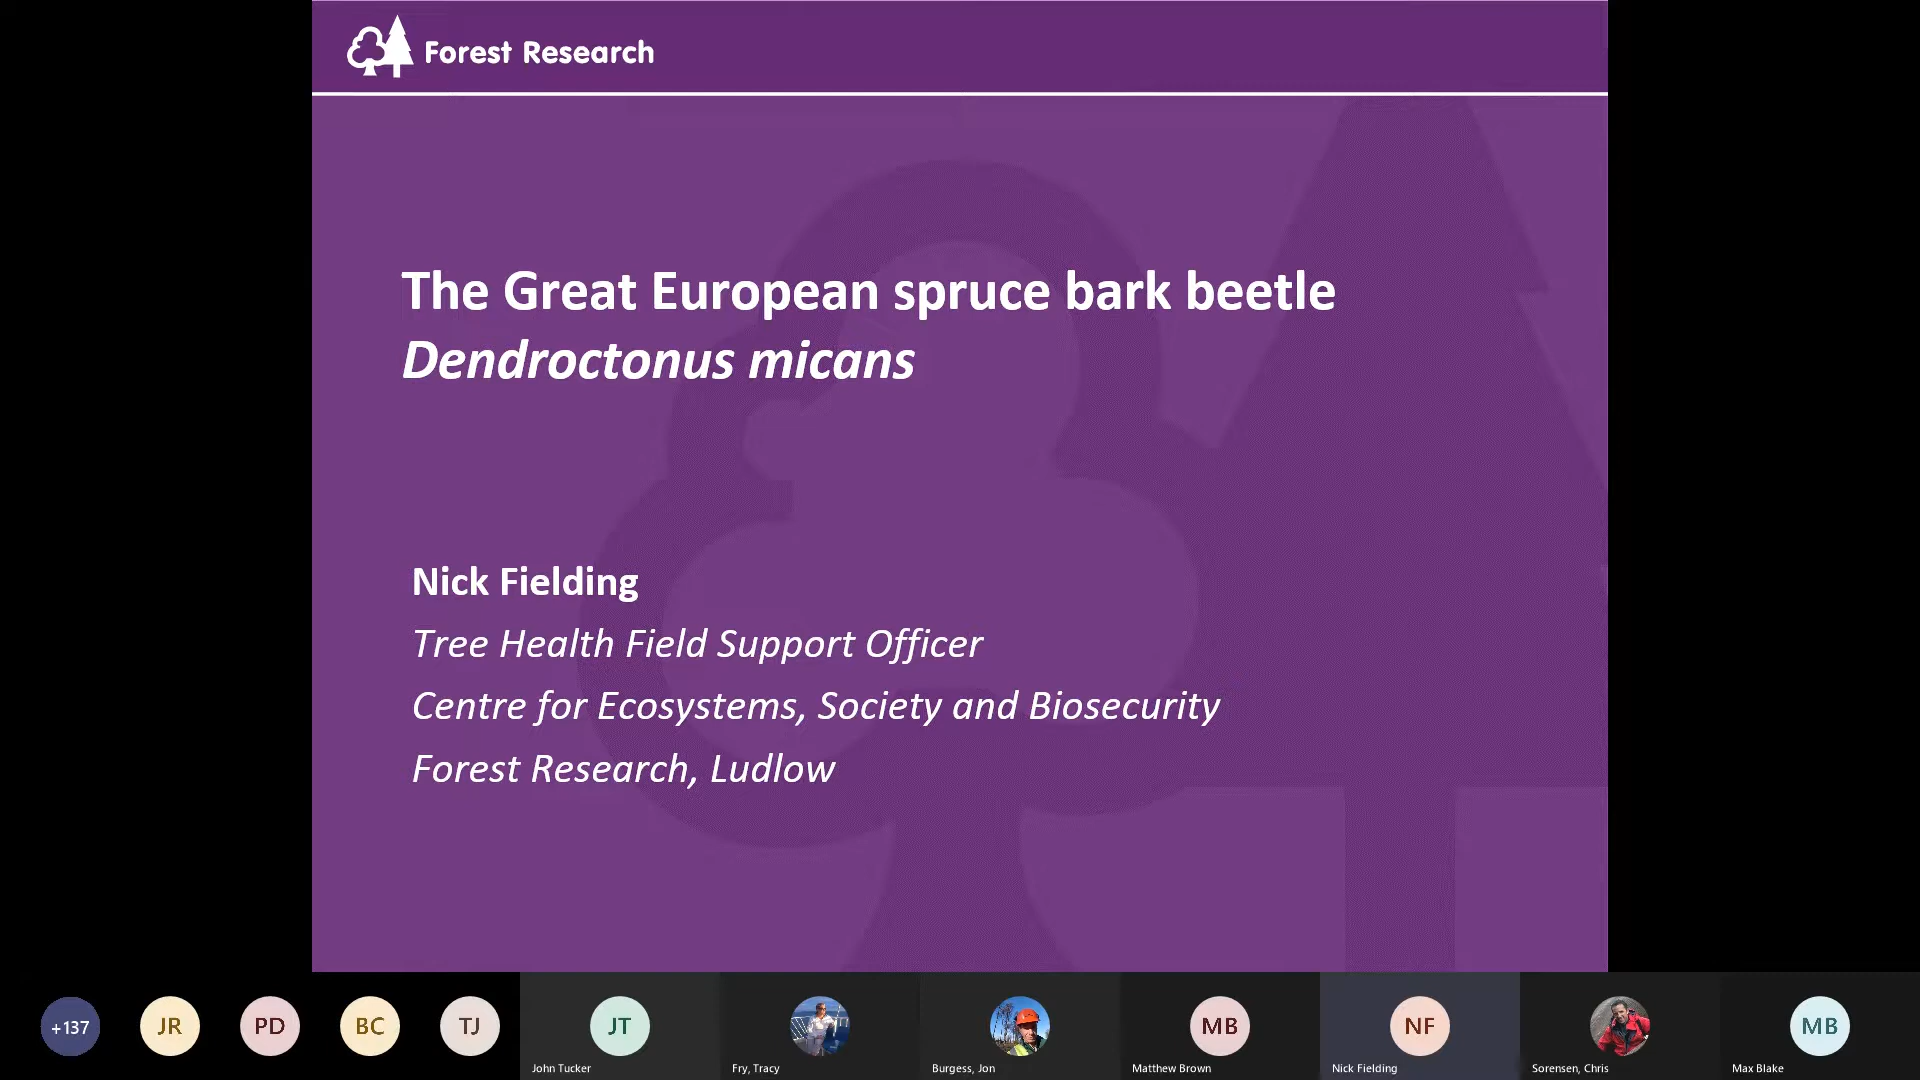 Forest Research
The Great European spruce bark beetle
Dendroctonus micans
Nick Fielding
Tree Health Field Support Officer
Centre for Ecosystems, Society and Biosecurity
Forest Research, Ludlow
+137
JR
PD
BC
TJ
JT
MB
NF
MB
John Tucker
Fry, Tracy
Burgess, Jon
Matthew Brown
Nick Fielding
Sorensen, Chris
Max Blake